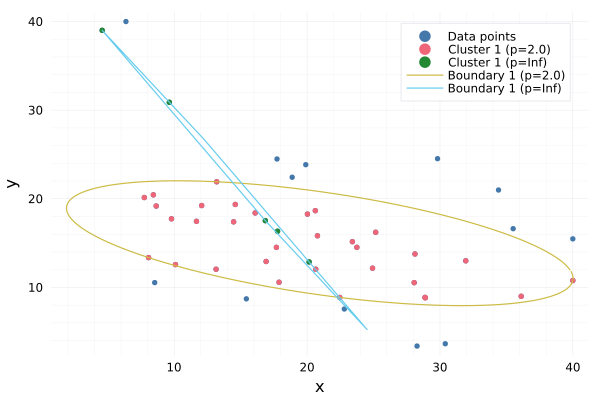 40
30
20
10
y
10
20
30
40
x
Data points
Cluster 1 (p=2.0)
Cluster 1 (p=Inf)
Boundary 1 (p=2.0)
Boundary 1 (p=Inf)